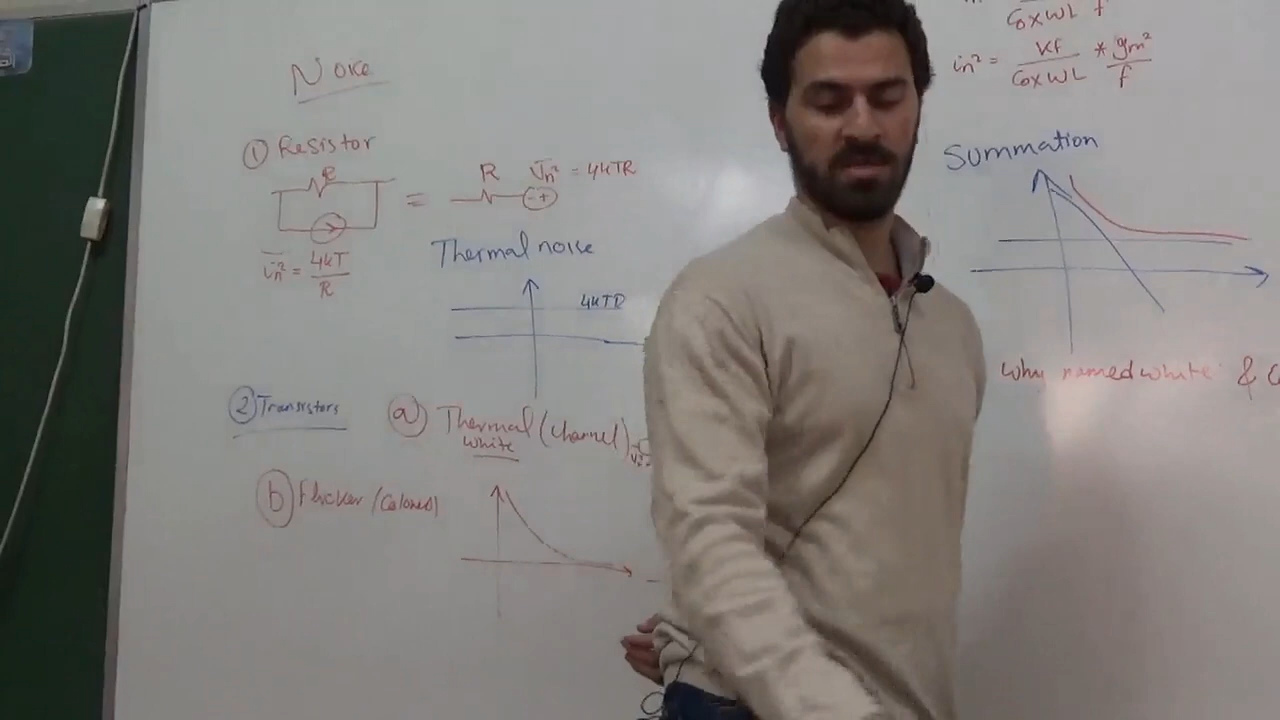 Noise
① Resistor
R
=
R
Vn² = 4KTR
- +
in² = 4KT / R
Thermal noise
4KTR
② Transistors
ⓐ Thermal (channel)
white
ⓑ Flicker / (Colored)
CoxWL f
in² = Kf / CoxWL * gm² / f
Summation
Why named white &